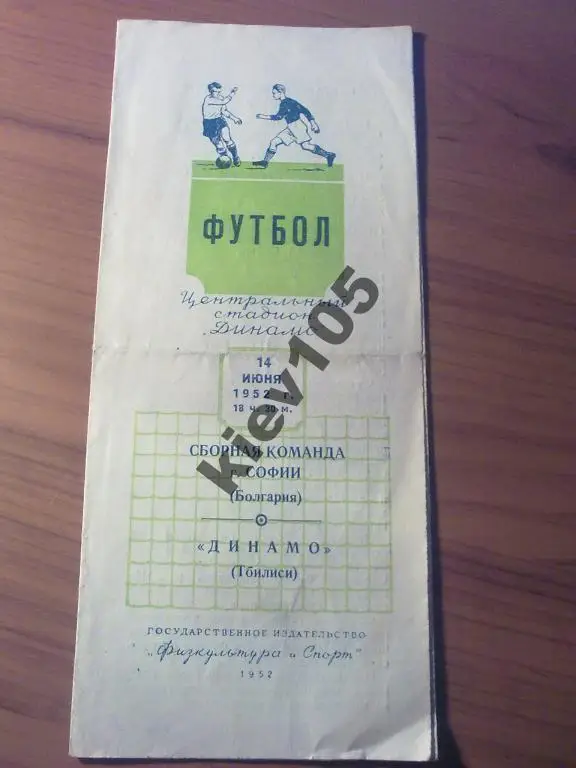 ФУТБОЛ
Центральный
стадион
„Динамо"
14
ИЮНЯ
1952 г.
18 ч. 30 м.
СБОРНАЯ КОМАНДА
г. СОФИИ
(Болгария)
«ДИНАМО»
(Тбилиси)
ГОСУДАРСТВЕННОЕ ИЗДАТЕЛЬСТВО
„Физкультура и Спорт"
1952
kiev105